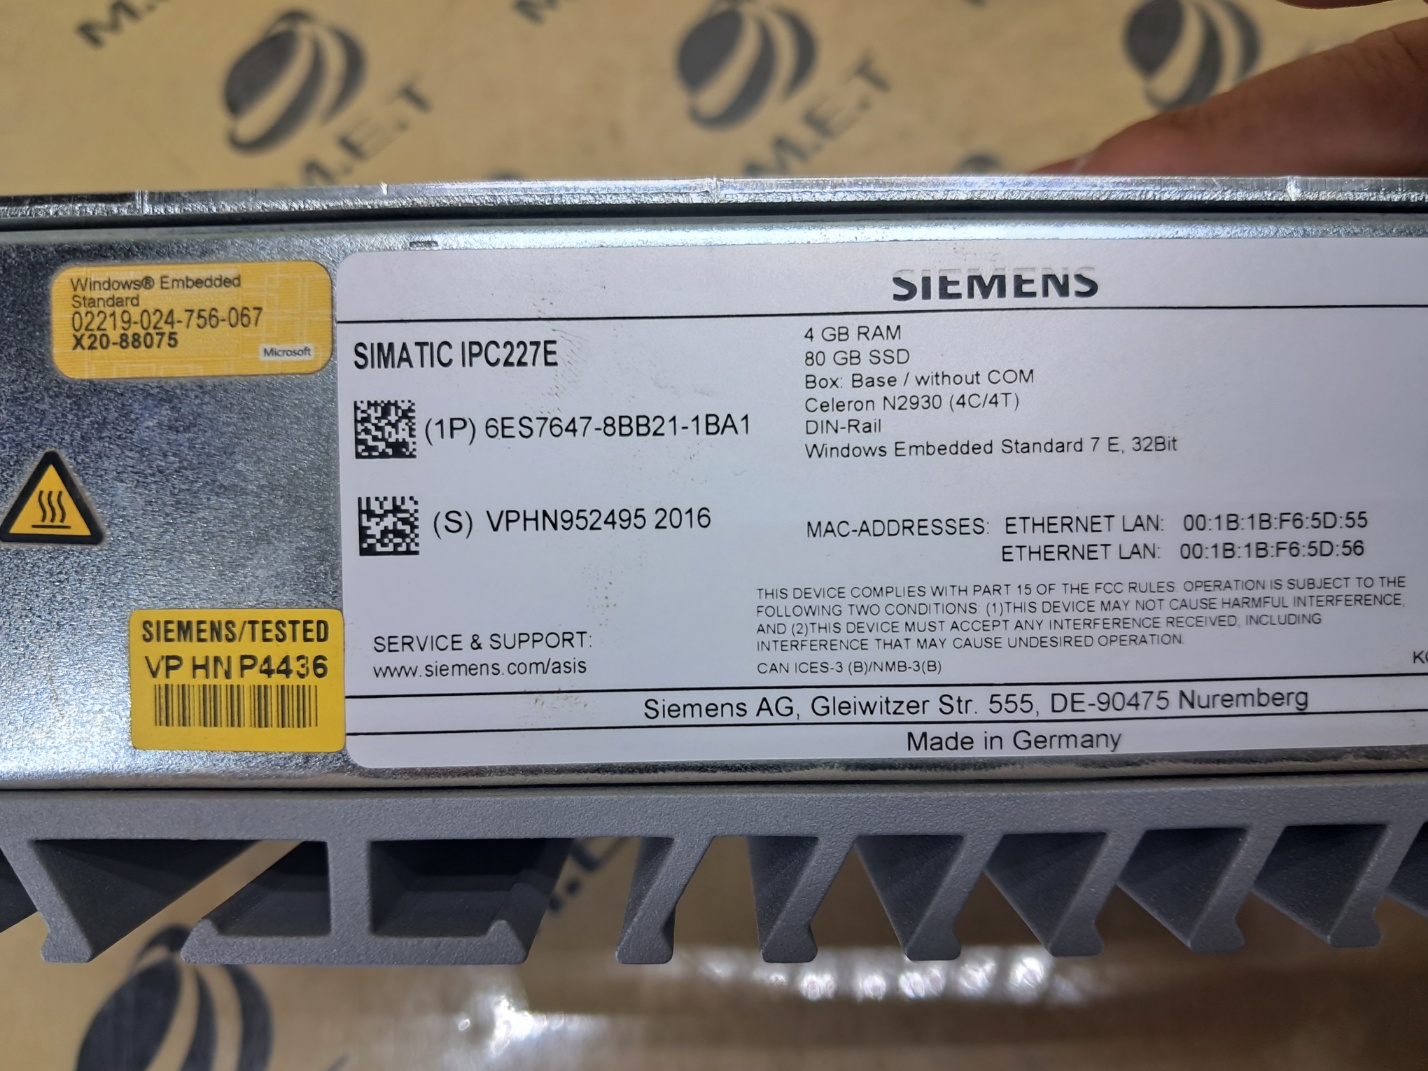 M.M.E.T
M.E.T
M.M.E.T
Windows® Embedded
Standard
02219-024-756-067
X20-88075
Microsoft
SIEMENS
SIMATIC IPC227E
4 GB RAM
80 GB SSD
Box: Base / without COM
Celeron N2930 (4C/4T)
DIN-Rail
Windows Embedded Standard 7 E, 32Bit
(1P) 6ES7647-8BB21-1BA1
(S) VPHN952495 2016
MAC-ADDRESSES: ETHERNET LAN: 00:1B:1B:F6:5D:55
ETHERNET LAN: 00:1B:1B:F6:5D:56
THIS DEVICE COMPLIES WITH PART 15 OF THE FCC RULES. OPERATION IS SUBJECT TO THE
FOLLOWING TWO CONDITIONS. (1)THIS DEVICE MAY NOT CAUSE HARMFUL INTERFERENCE,
AND (2)THIS DEVICE MUST ACCEPT ANY INTERFERENCE RECEIVED, INCLUDING
INTERFERENCE THAT MAY CAUSE UNDESIRED OPERATION.
CAN ICES-3 (B)/NMB-3(B)
SERVICE & SUPPORT:
www.siemens.com/asis
SIEMENS/TESTED
VP HN P4436
Siemens AG, Gleiwitzer Str. 555, DE-90475 Nuremberg
Made in Germany